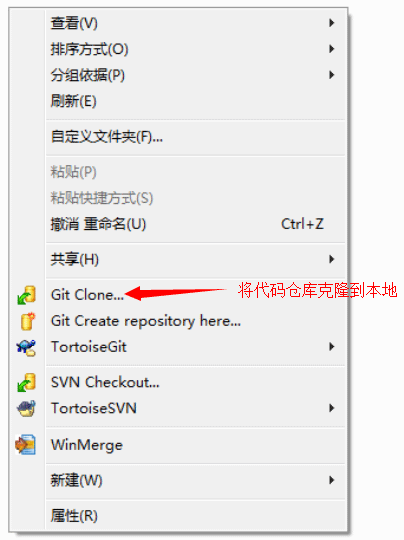 查看(V)
排序方式(O)
分组依据(P)
刷新(E)
自定义文件夹(F)...
粘贴(P)
粘贴快捷方式(S)
撤消 重命名(U) Ctrl+Z
共享(H)
Git Clone... 将代码仓库克隆到本地
Git Create repository here...
TortoiseGit
SVN Checkout...
TortoiseSVN
WinMerge
新建(W)
属性(R)